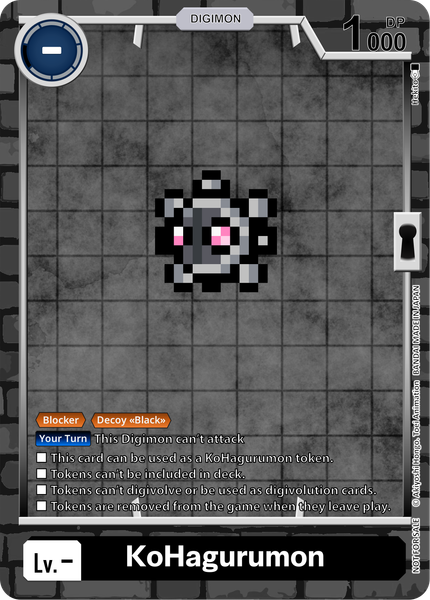 DIGIMON
-
1000
DP
Blocker Decoy «Black»
Your Turn This Digimon can't attack
This card can be used as a KoHagurumon token.
Tokens can't be included in deck.
Tokens can't digivolve or be used as digivolution cards.
Tokens are removed from the game when they leave play.
NOT FOR SALE © Akiyoshi Hongo, Toei Animation BANDAI MADE IN JAPAN
Lv.-
KoHagurumon